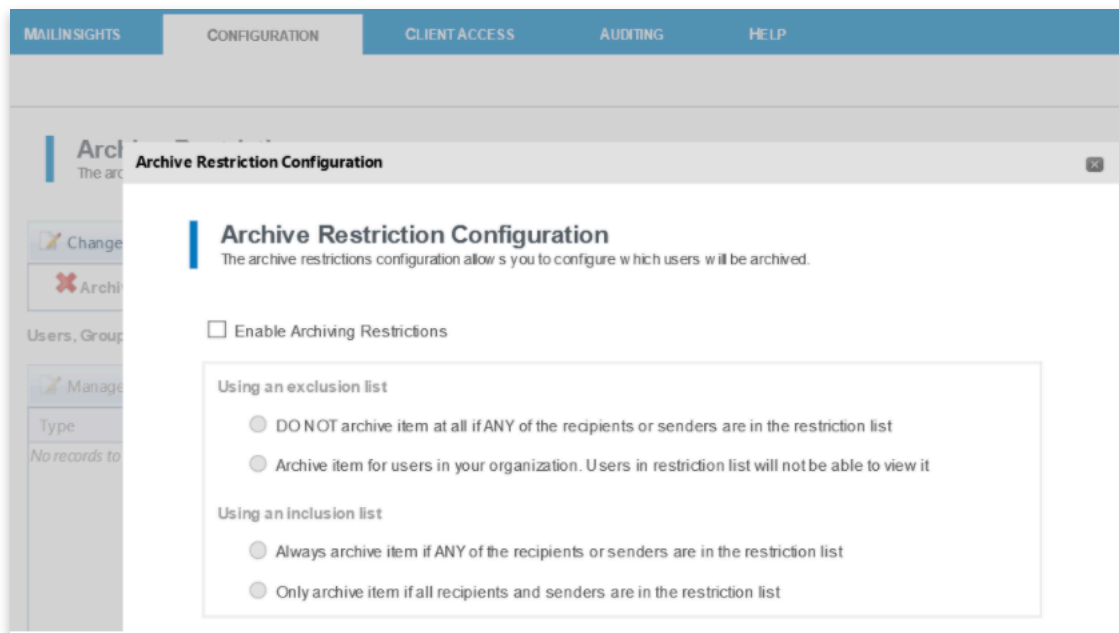 MAILINSIGHTS CONFIGURATION CLIENT ACCESS AUDITING HELP
Archive Restriction Configuration
The arc
Archive Restriction Configuration
The archive restrictions configuration allow s you to configure w hich users w ill be archived.
Change
Archi
Enable Archiving Restrictions
Users, Group
Using an exclusion list
Manage
DO NOT archive item at all if ANY of the recipients or senders are in the restriction list
Type
Archive item for users in your organization. Users in restriction list will not be able to view it
No records to
Using an inclusion list
Always archive item if ANY of the recipients or senders are in the restriction list
Only archive item if all recipients and senders are in the restriction list